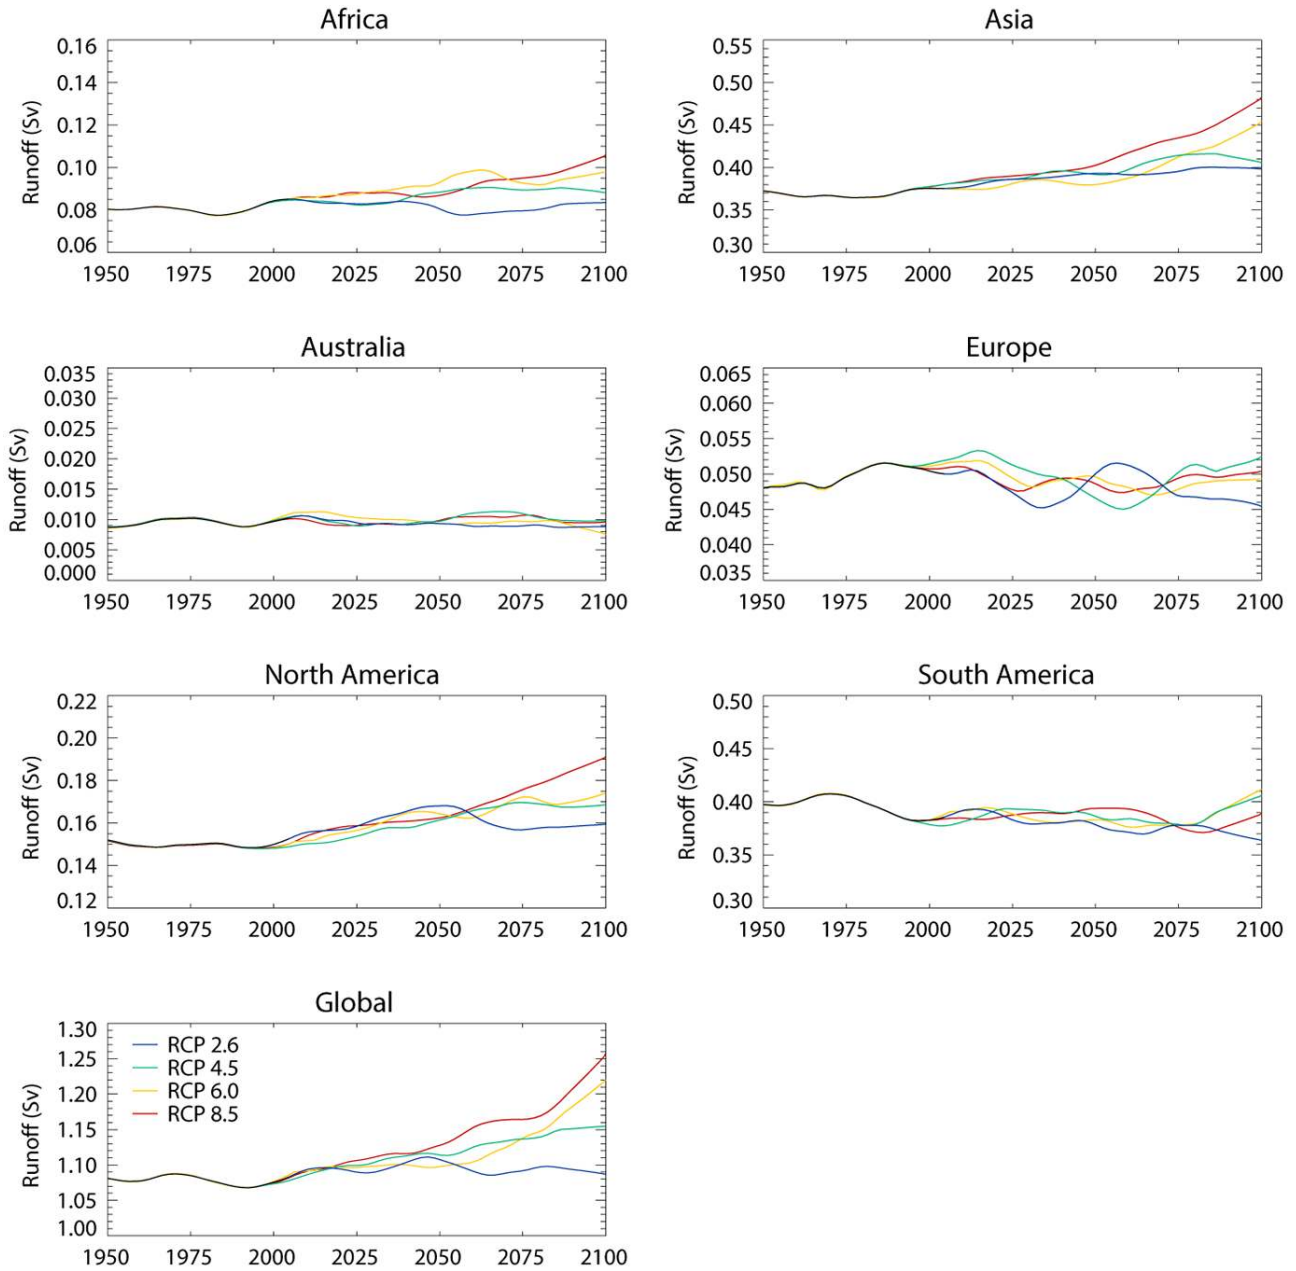 Africa
Runoff (Sv)
0.16
0.14
0.12
0.10
0.08
0.06
1950 1975 2000 2025 2050 2075 2100
Asia
Runoff (Sv)
0.55
0.50
0.45
0.40
0.35
0.30
1950 1975 2000 2025 2050 2075 2100
Australia
Runoff (Sv)
0.035
0.030
0.025
0.020
0.015
0.010
0.005
0.000
1950 1975 2000 2025 2050 2075 2100
Europe
Runoff (Sv)
0.065
0.060
0.055
0.050
0.045
0.040
0.035
1950 1975 2000 2025 2050 2075 2100
North America
Runoff (Sv)
0.22
0.20
0.18
0.16
0.14
0.12
1950 1975 2000 2025 2050 2075 2100
South America
Runoff (Sv)
0.50
0.45
0.40
0.35
0.30
1950 1975 2000 2025 2050 2075 2100
Global
Runoff (Sv)
1.30
1.25
1.20
1.15
1.10
1.05
1.00
RCP 2.6
RCP 4.5
RCP 6.0
RCP 8.5
1950 1975 2000 2025 2050 2075 2100